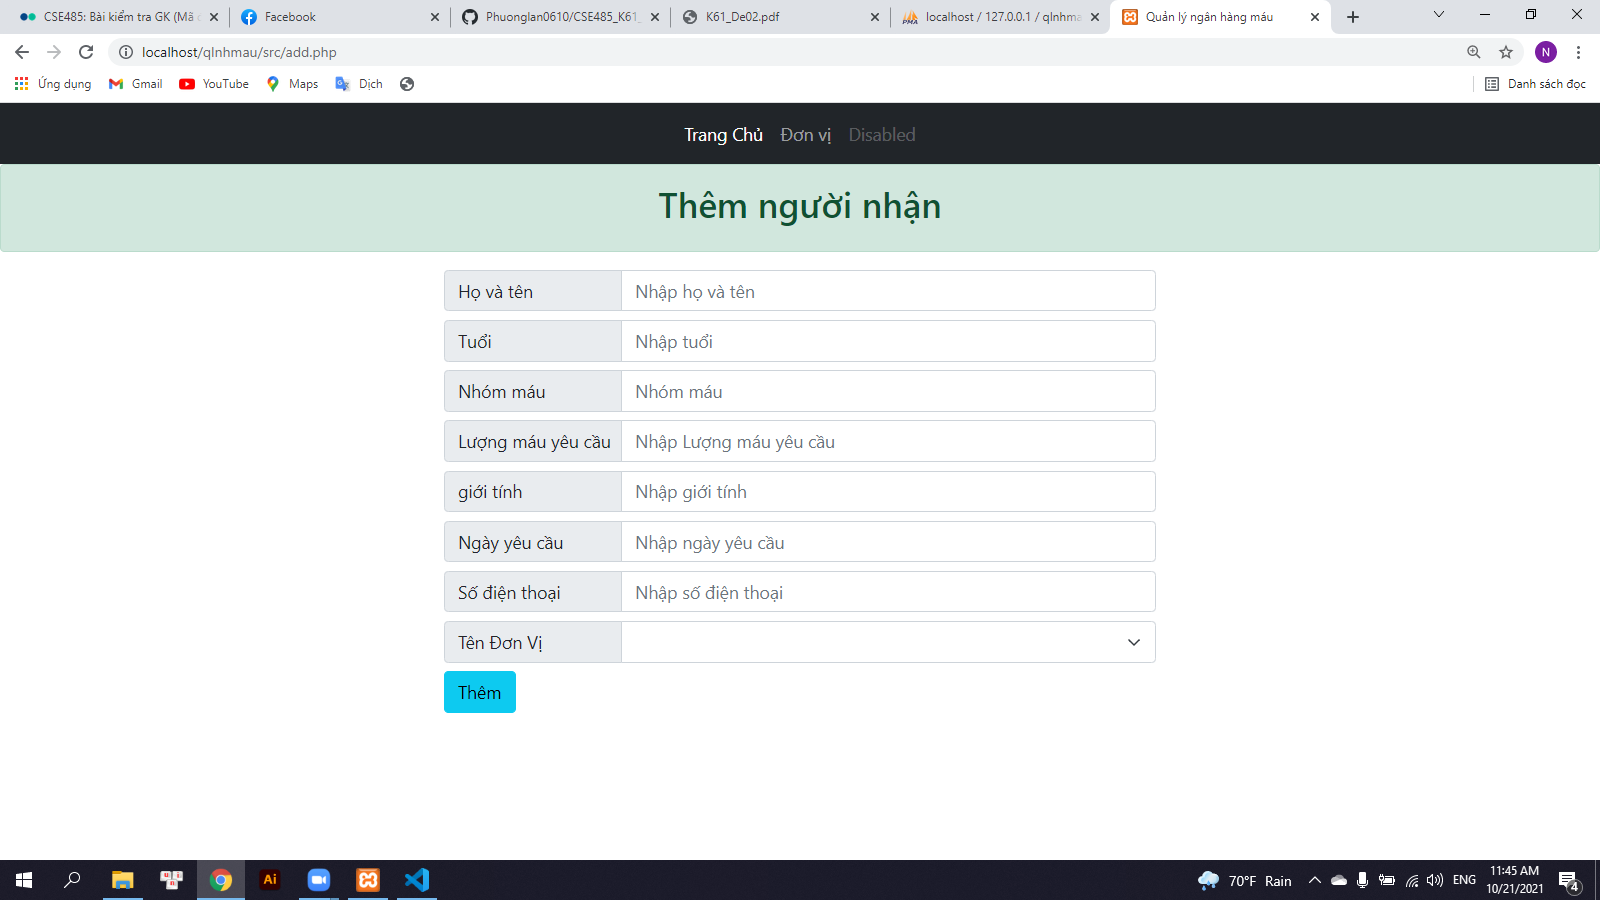 CSE485: Bài kiểm tra GK (Mã
Facebook
Phuonglan0610/CSE485_K61_
K61_De02.pdf
localhost / 127.0.0.1 / qlnhma
Quản lý ngân hàng máu
localhost/qlnhmau/src/add.php
N
Ứng dụng
Gmail
YouTube
Maps
Dịch
Danh sách đọc
Trang Chủ Đơn vị Disabled
Thêm người nhận
Họ và tên Nhập họ và tên
Tuổi Nhập tuổi
Nhóm máu Nhóm máu
Lượng máu yêu cầu Nhập Lượng máu yêu cầu
giới tính Nhập giới tính
Ngày yêu cầu Nhập ngày yêu cầu
Số điện thoại Nhập số điện thoại
Tên Đơn Vị
Thêm
Ai
70°F Rain
ENG
11:45 AM
10/21/2021
4